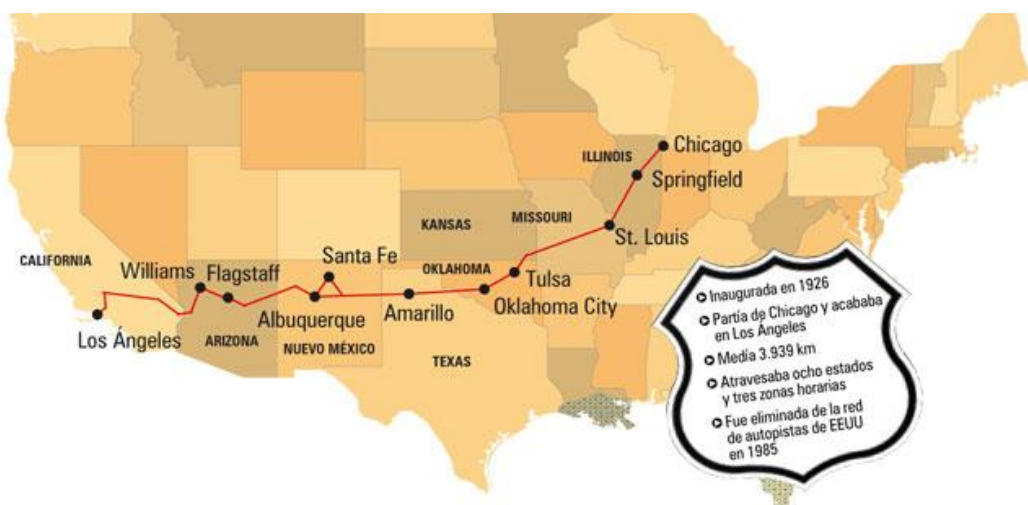 Chicago
ILLINOIS
Springfield
MISSOURI
KANSAS
St. Louis
Santa Fe
CALIFORNIA
Williams
Flagstaff
OKLAHOMA
Tulsa
Oklahoma City
Amarillo
Albuquerque
Los Ángeles
ARIZONA
NUEVO MÉXICO
TEXAS
Inaugurada en 1926
Partía de Chicago y acababa
en Los Ángeles
Medía 3.939 km
Atravesaba ocho estados
y tres zonas horarias
Fue eliminada de la red
de autopistas de EEUU
en 1985